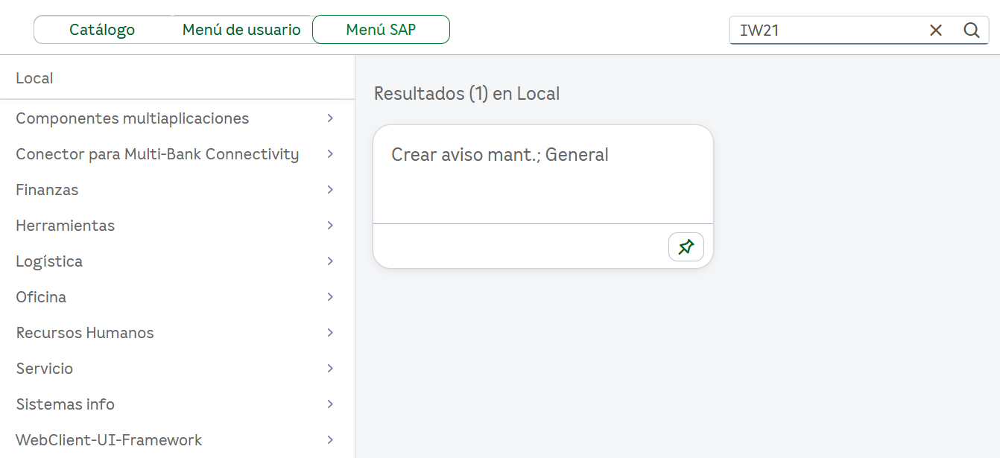 Catálogo
Menú de usuario
Menú SAP
IW21
Local
Componentes multiaplicaciones
Conector para Multi-Bank Connectivity
Finanzas
Herramientas
Logística
Oficina
Recursos Humanos
Servicio
Sistemas info
WebClient-UI-Framework
Resultados (1) en Local
Crear aviso mant.; General